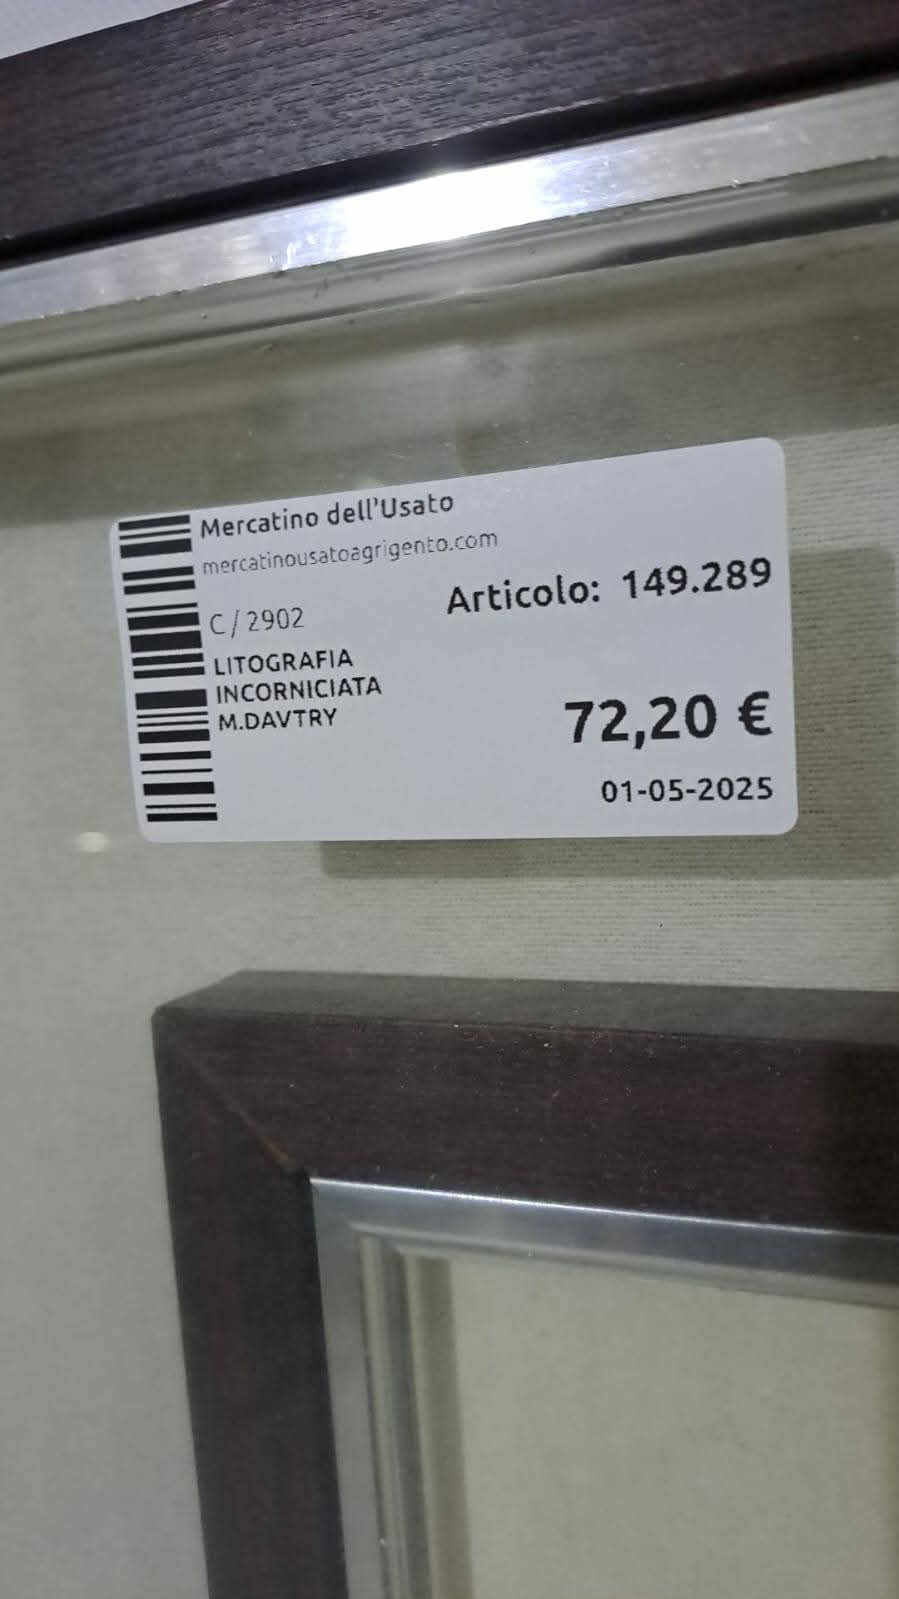 Mercatino dell'Usato
mercatinousatoagrigento.com
Articolo: 149.289
C/2902
LITOGRAFIA
INCORNICIATA
M.DAVTRY
72,20 €
01-05-2025